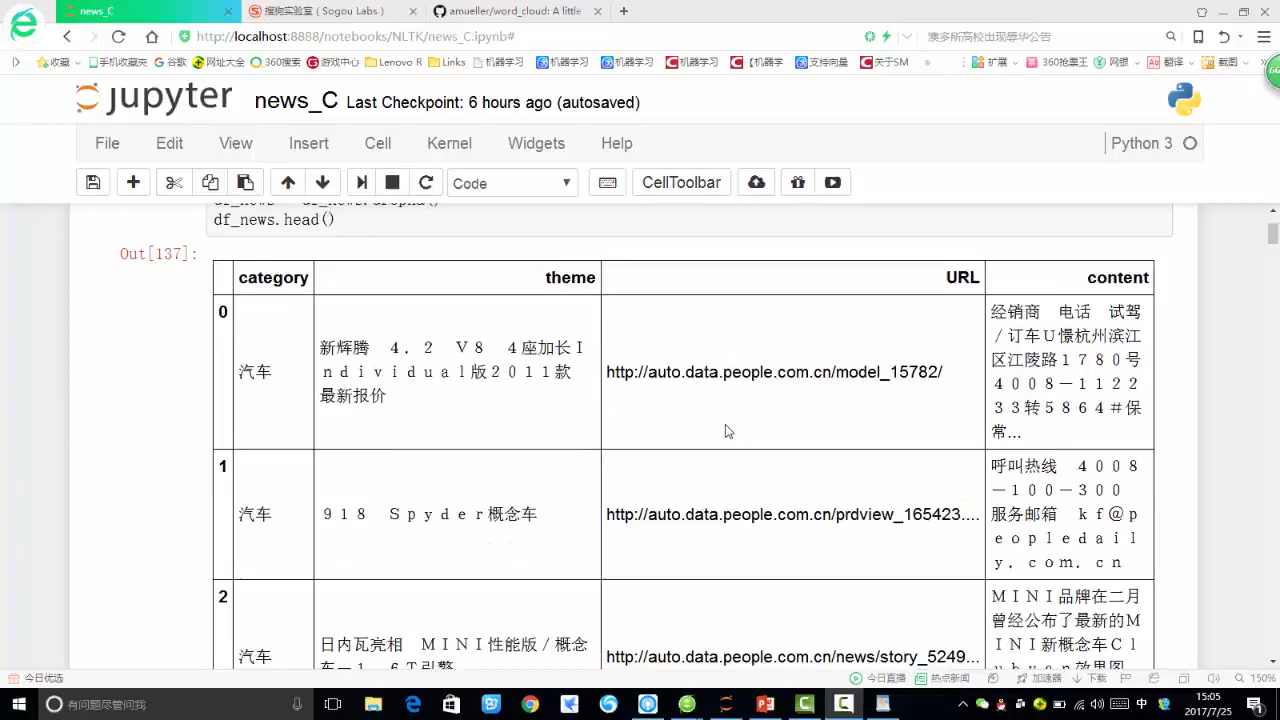 news_C
搜狗实验室（Sogou Labs）
amueller/word_cloud: A little
http://localhost:8888/notebooks/NLTK/news_C.ipynb#
澳多所高校出现辱华公告
收藏
手机收藏夹
谷歌
网址大全
360搜索
游戏中心
Lenovo R
Links
机器学习
机器学习
机器学习
机器学习
【机器学
支持向量
关于SM
»
扩展
360抢票王
网银
翻译
截图
66
jupyter
news_C Last Checkpoint: 6 hours ago (autosaved)
File Edit View Insert Cell Kernel Widgets Help
Python 3
Code
CellToolbar
df_news = df_news.dropna()
df_news.head()
Out[137]:
category theme URL content
0
汽车
新辉腾　４．２　Ｖ８　４座加长Ｉ
ｎｄｉｖｉｄｕａｌ版２０１１款
最新报价
http://auto.data.people.com.cn/model_15782/
经销商　电话　试驾
／订车Ｕ憬杭州滨江
区江陵路１７８０号
４００８－１１２２
３３转５８６４＃保
常...
1
汽车
９１８　Ｓｐｙｄｅｒ概念车
http://auto.data.people.com.cn/prdview_165423....
呼叫热线　４００８
－１００－３００
服务邮箱　ｋｆ＠ｐ
ｅｏｐｌｅｄａｉｌ
ｙ．ｃｏｍ．ｃｎ
2
汽车
日内瓦亮相　ＭＩＮＩ性能版／概念
车－１．６Ｔ引擎
http://auto.data.people.com.cn/news/story_5249...
ＭＩＮＩ品牌在二月
曾经公布了最新的Ｍ
ＩＮＩ新概念车Ｃｌ
ｕｂｖａｎ效果图
今日优选
今日直播
热点新闻
加速器
下载
150%
有问题尽管问我
中
15:05
2017/7/25